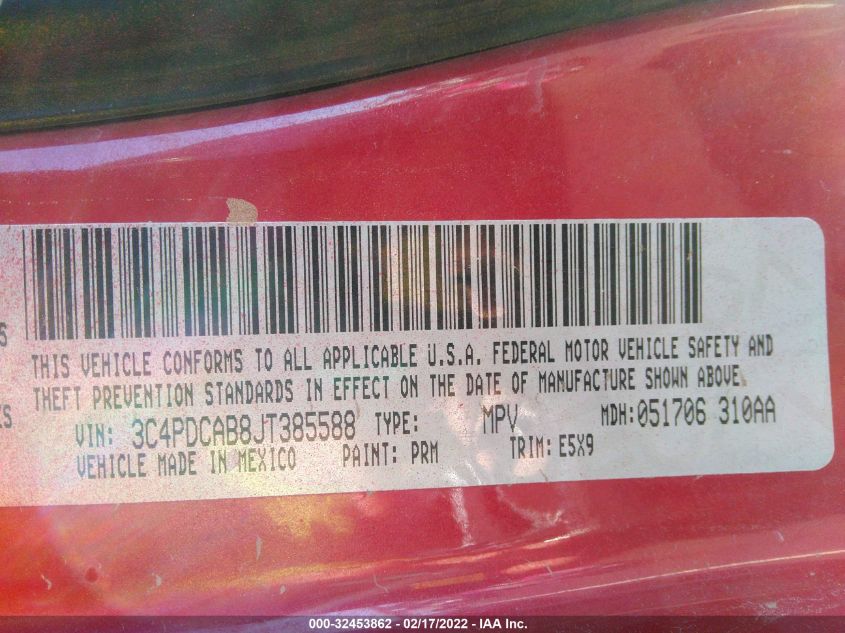 THIS VEHICLE CONFORMS TO ALL APPLICABLE U.S.A. FEDERAL MOTOR VEHICLE SAFETY AND
THEFT PREVENTION STANDARDS IN EFFECT ON THE DATE OF MANUFACTURE SHOWN ABOVE.
VIN: 3C4PDCAB8JT385588 TYPE: MPV MDH:051706 310AA
VEHICLE MADE IN MEXICO PAINT: PRM TRIM: E5X9
000-32453862 - 02/17/2022 - IAA Inc.